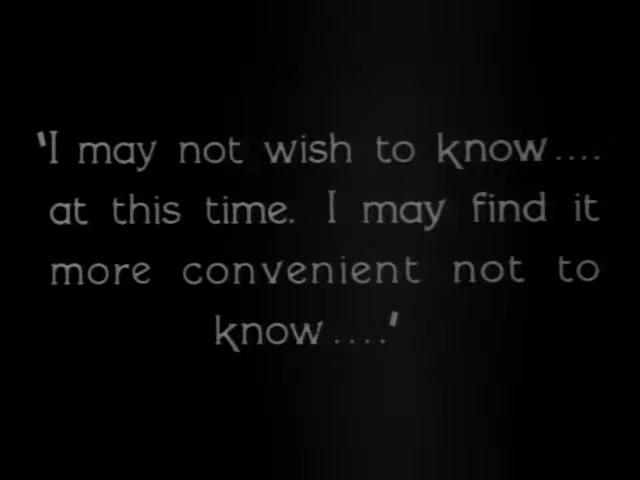 'I may not wish to know....
at this time. I may find it
more convenient not to
know....'